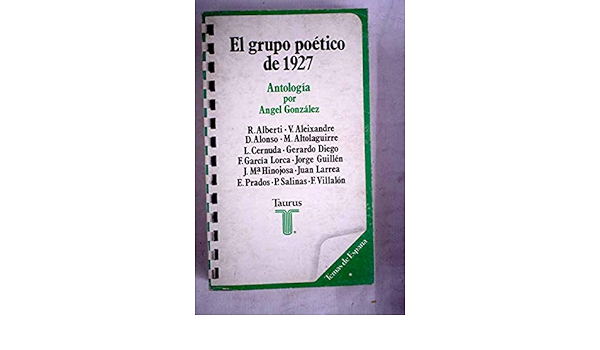 El grupo poético
de 1927
Antología
por
Angel González
R. Alberti · V. Aleixandre
D. Alonso · M. Altolaguirre
L. Cernuda · Gerardo Diego
F. García Lorca · Jorge Guillén
J. Mª Hinojosa · Juan Larrea
E. Prados · P. Salinas · F. Villalón
Taurus
®
Temas de España